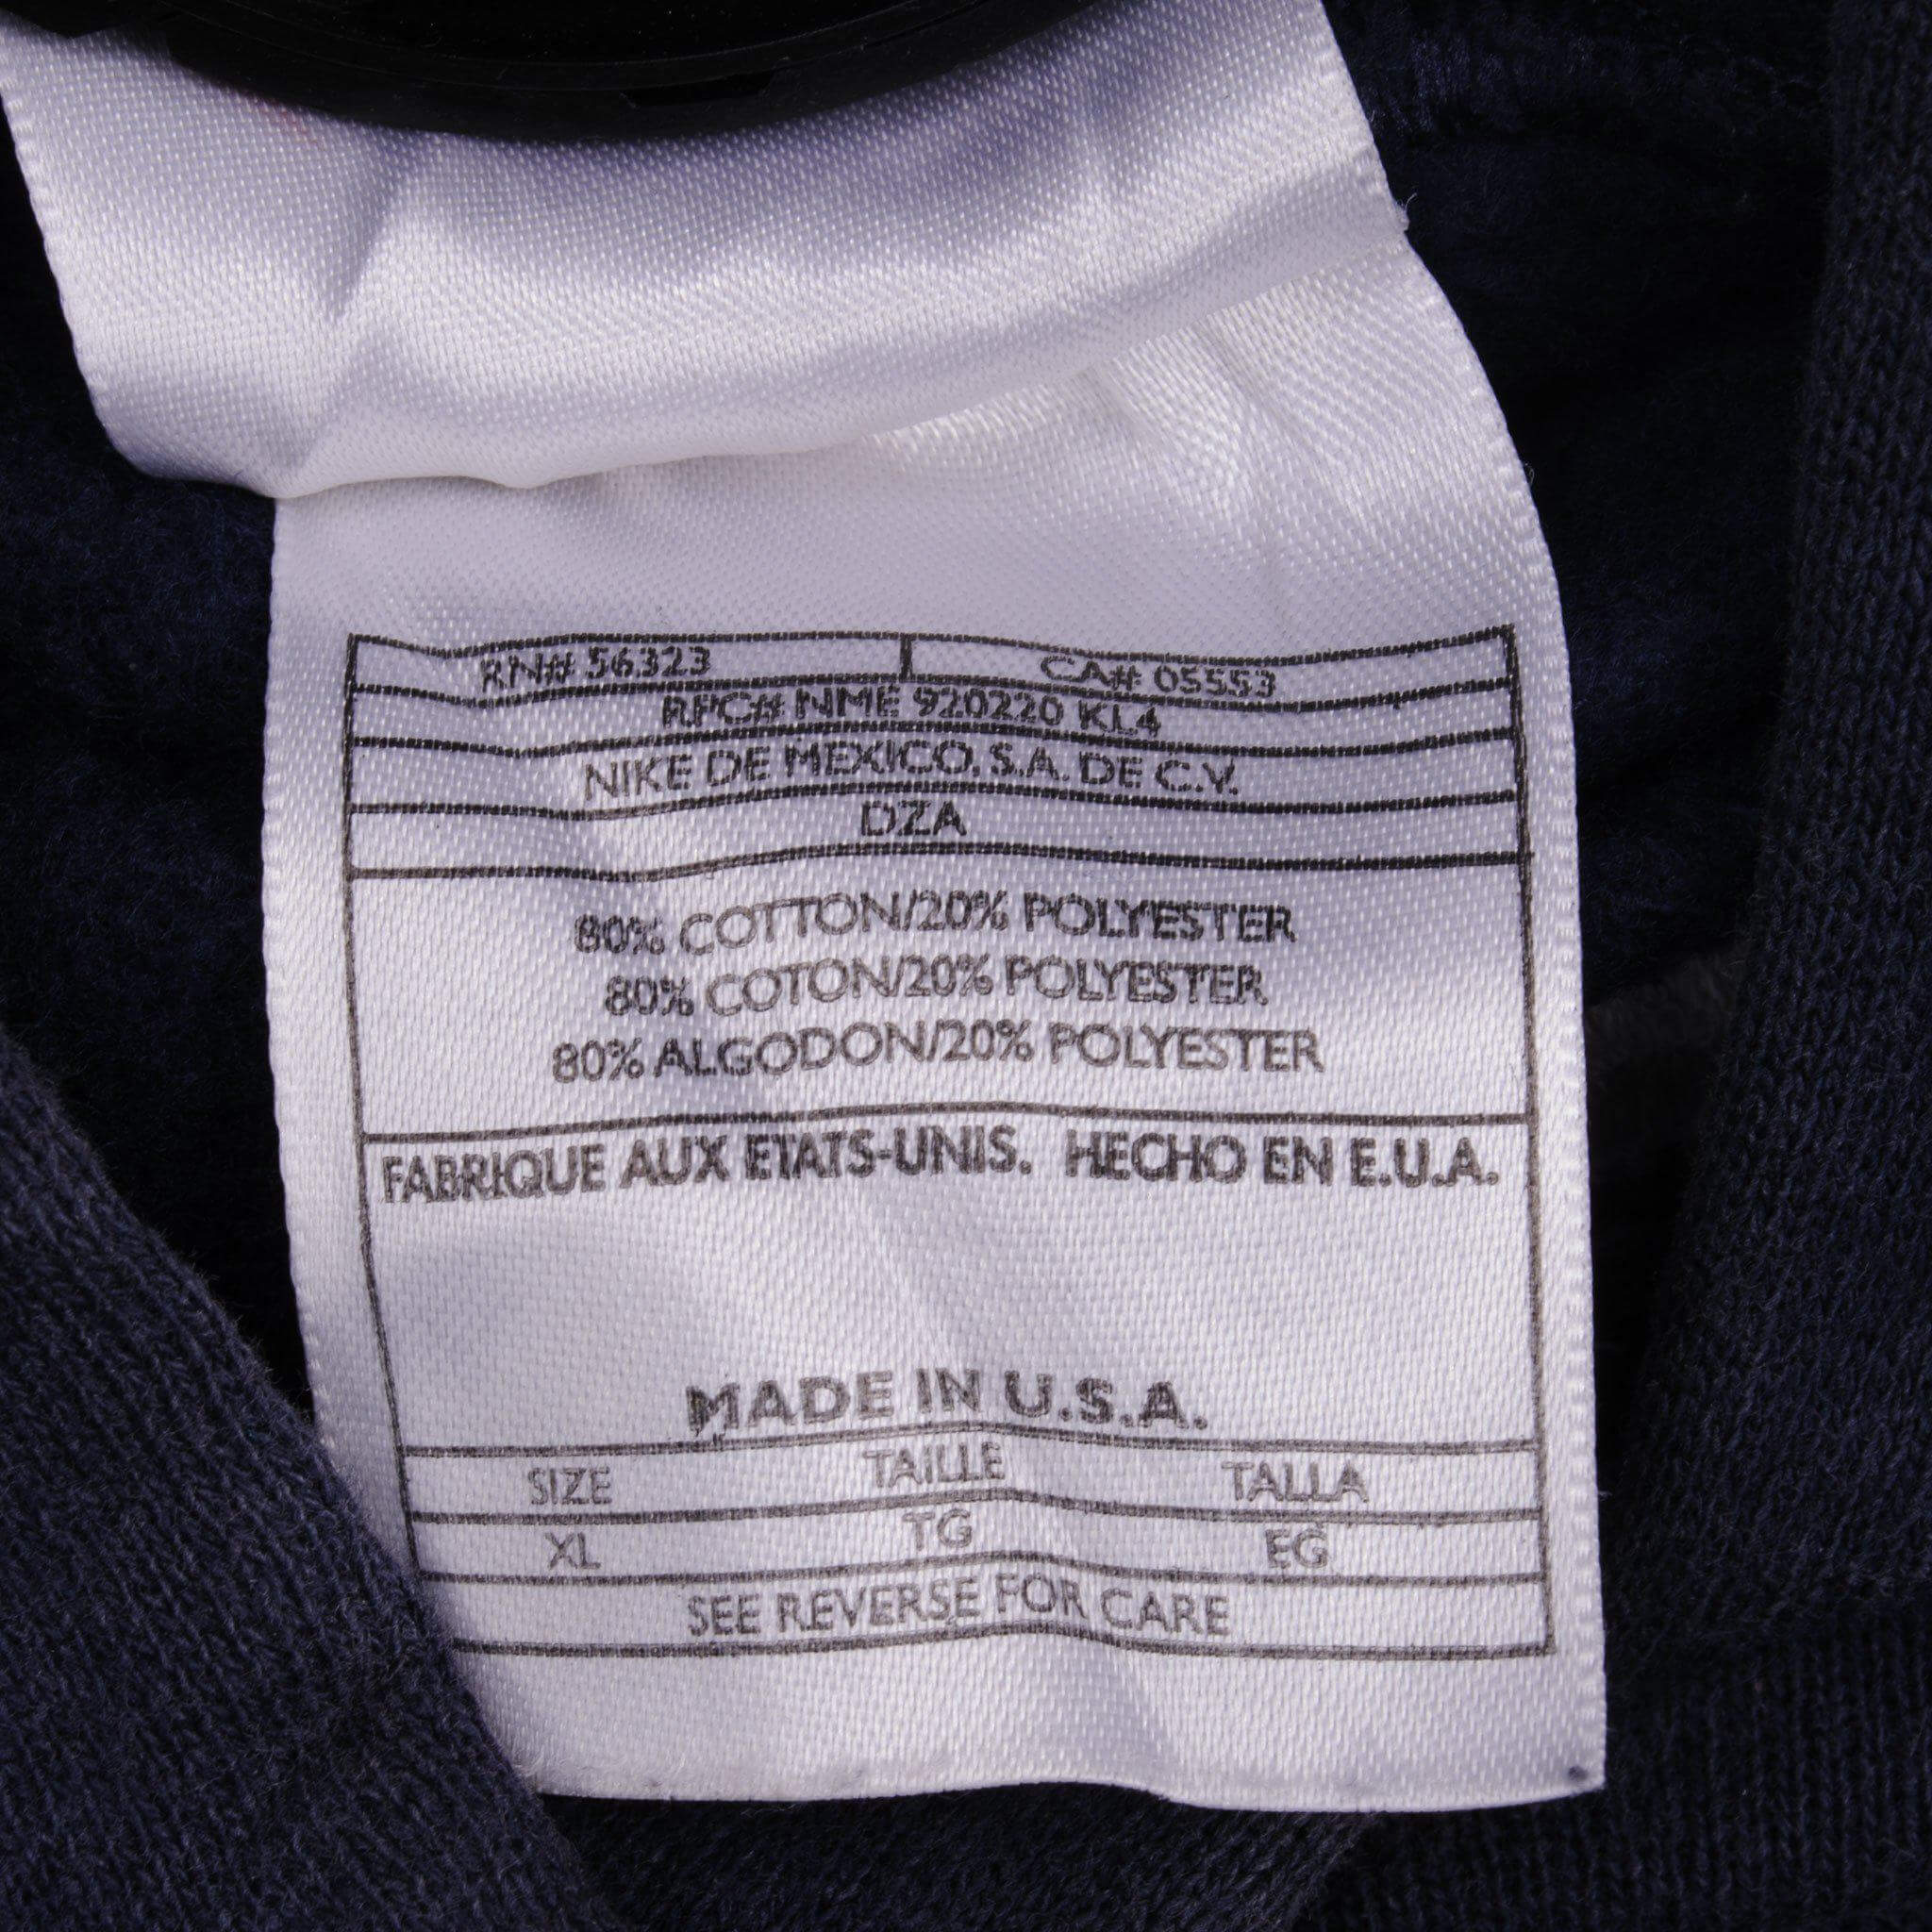 RN# 56323 CA# 05553
RFC# NME 920220 KL4
NIKE DE MEXICO, S.A. DE C.V.
DZA
80% COTTON/20% POLYESTER
80% COTON/20% POLYESTER
80% ALGODON/20% POLYESTER
FABRIQUE AUX ETATS-UNIS. HECHO EN E.U.A.
MADE IN U.S.A.
SIZE TAILLE TALLA
XL TG EG
SEE REVERSE FOR CARE